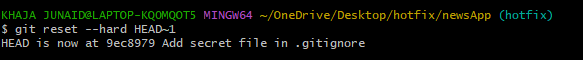 KHAJA JUNAID@LAPTOP-KQOMQOT5 MINGW64 ~/OneDrive/Desktop/hotfix/newsApp (hotfix)
$ git reset --hard HEAD~1
HEAD is now at 9ec8979 Add secret file in .gitignore